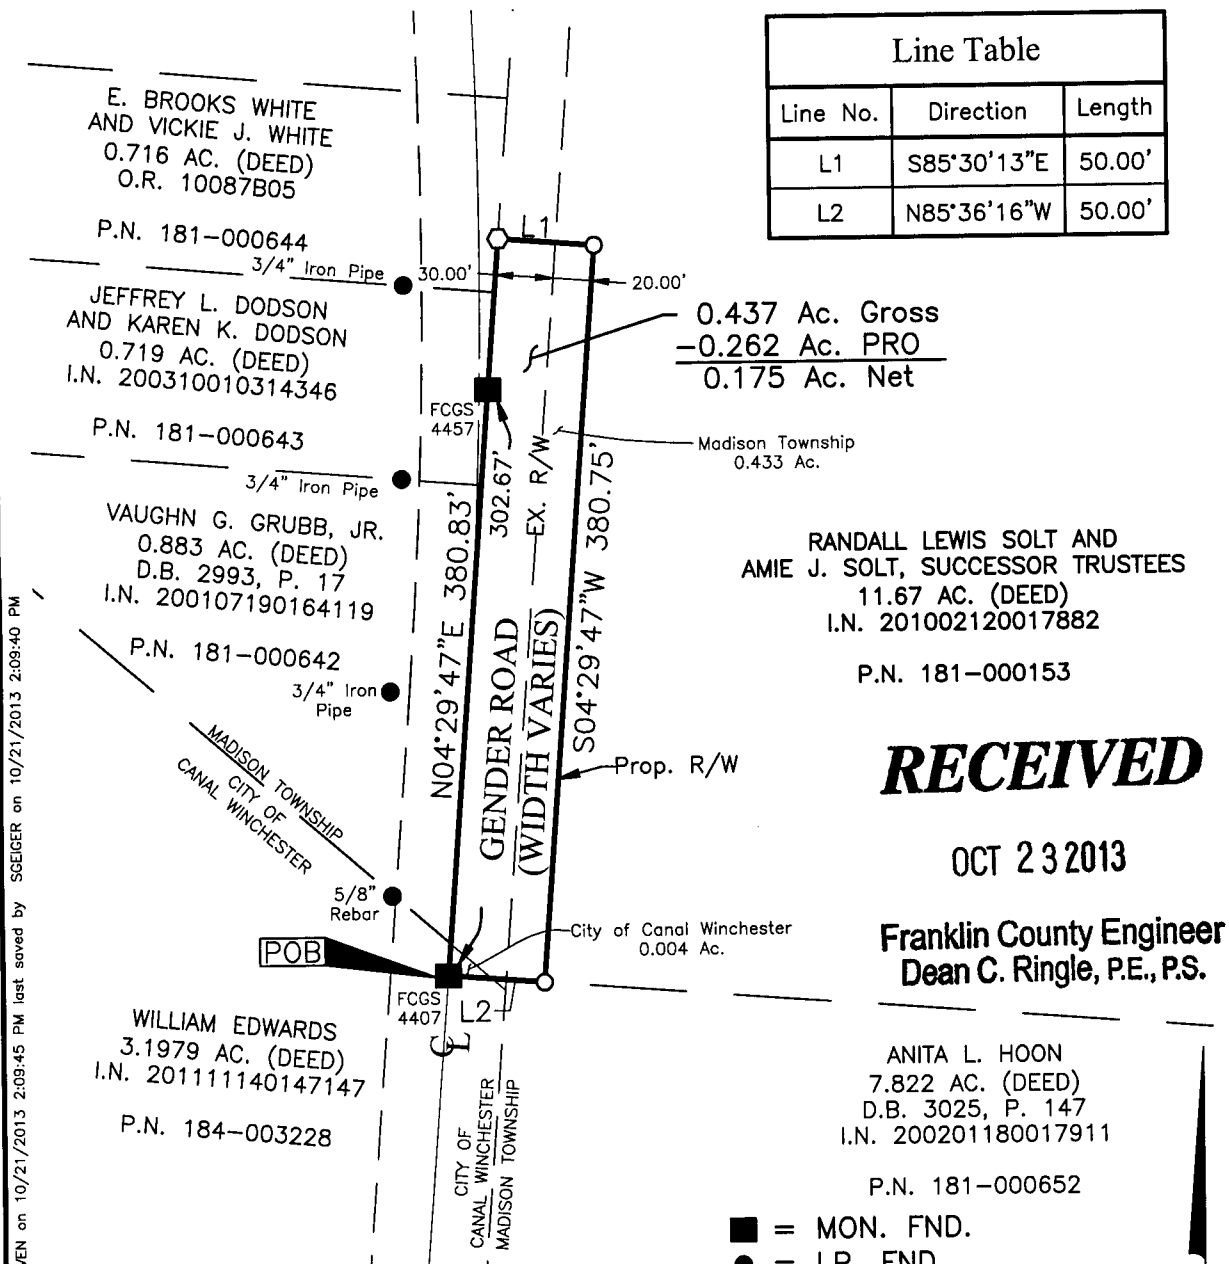 Line Table
Line No. Direction Length
L1 S85°30'13"E 50.00'
L2 N85°36'16"W 50.00'
E. BROOKS WHITE
AND VICKIE J. WHITE
0.716 AC. (DEED)
O.R. 10087B05
P.N. 181-000644
3/4" Iron Pipe
L1
30.00'
20.00'
JEFFREY L. DODSON
AND KAREN K. DODSON
0.719 AC. (DEED)
I.N. 200310010314346
P.N. 181-000643
0.437 Ac. Gross
-0.262 Ac. PRO
0.175 Ac. Net
FCGS
4457
Madison Township
0.433 Ac.
3/4" Iron Pipe
302.67'
EX. R/W
N04°29'47"E 380.83'
S04°29'47"W 380.75'
GENDER ROAD
(WIDTH VARIES)
VAUGHN G. GRUBB, JR.
0.883 AC. (DEED)
D.B. 2993, P. 17
I.N. 200107190164119
P.N. 181-000642
3/4" Iron
Pipe
RANDALL LEWIS SOLT AND
AMIE J. SOLT, SUCCESSOR TRUSTEES
11.67 AC. (DEED)
I.N. 201002120017882
P.N. 181-000153
Prop. R/W
MADISON TOWNSHIP
CITY OF
CANAL WINCHESTER
RECEIVED
OCT 23 2013
Franklin County Engineer
Dean C. Ringle, P.E., P.S.
5/8"
Rebar
City of Canal Winchester
0.004 Ac.
POB
FCGS
4407
L2
CL
WILLIAM EDWARDS
3.1979 AC. (DEED)
I.N. 201111140147147
P.N. 184-003228
CITY OF
CANAL WINCHESTER
MADISON TOWNSHIP
ANITA L. HOON
7.822 AC. (DEED)
D.B. 3025, P. 147
I.N. 200201180017911
P.N. 181-000652
= MON. FND.
= I.P. FND.
VEN on 10/21/2013 2:09:45 PM last saved by SGEIGER on 10/21/2013 2:09:40 PM